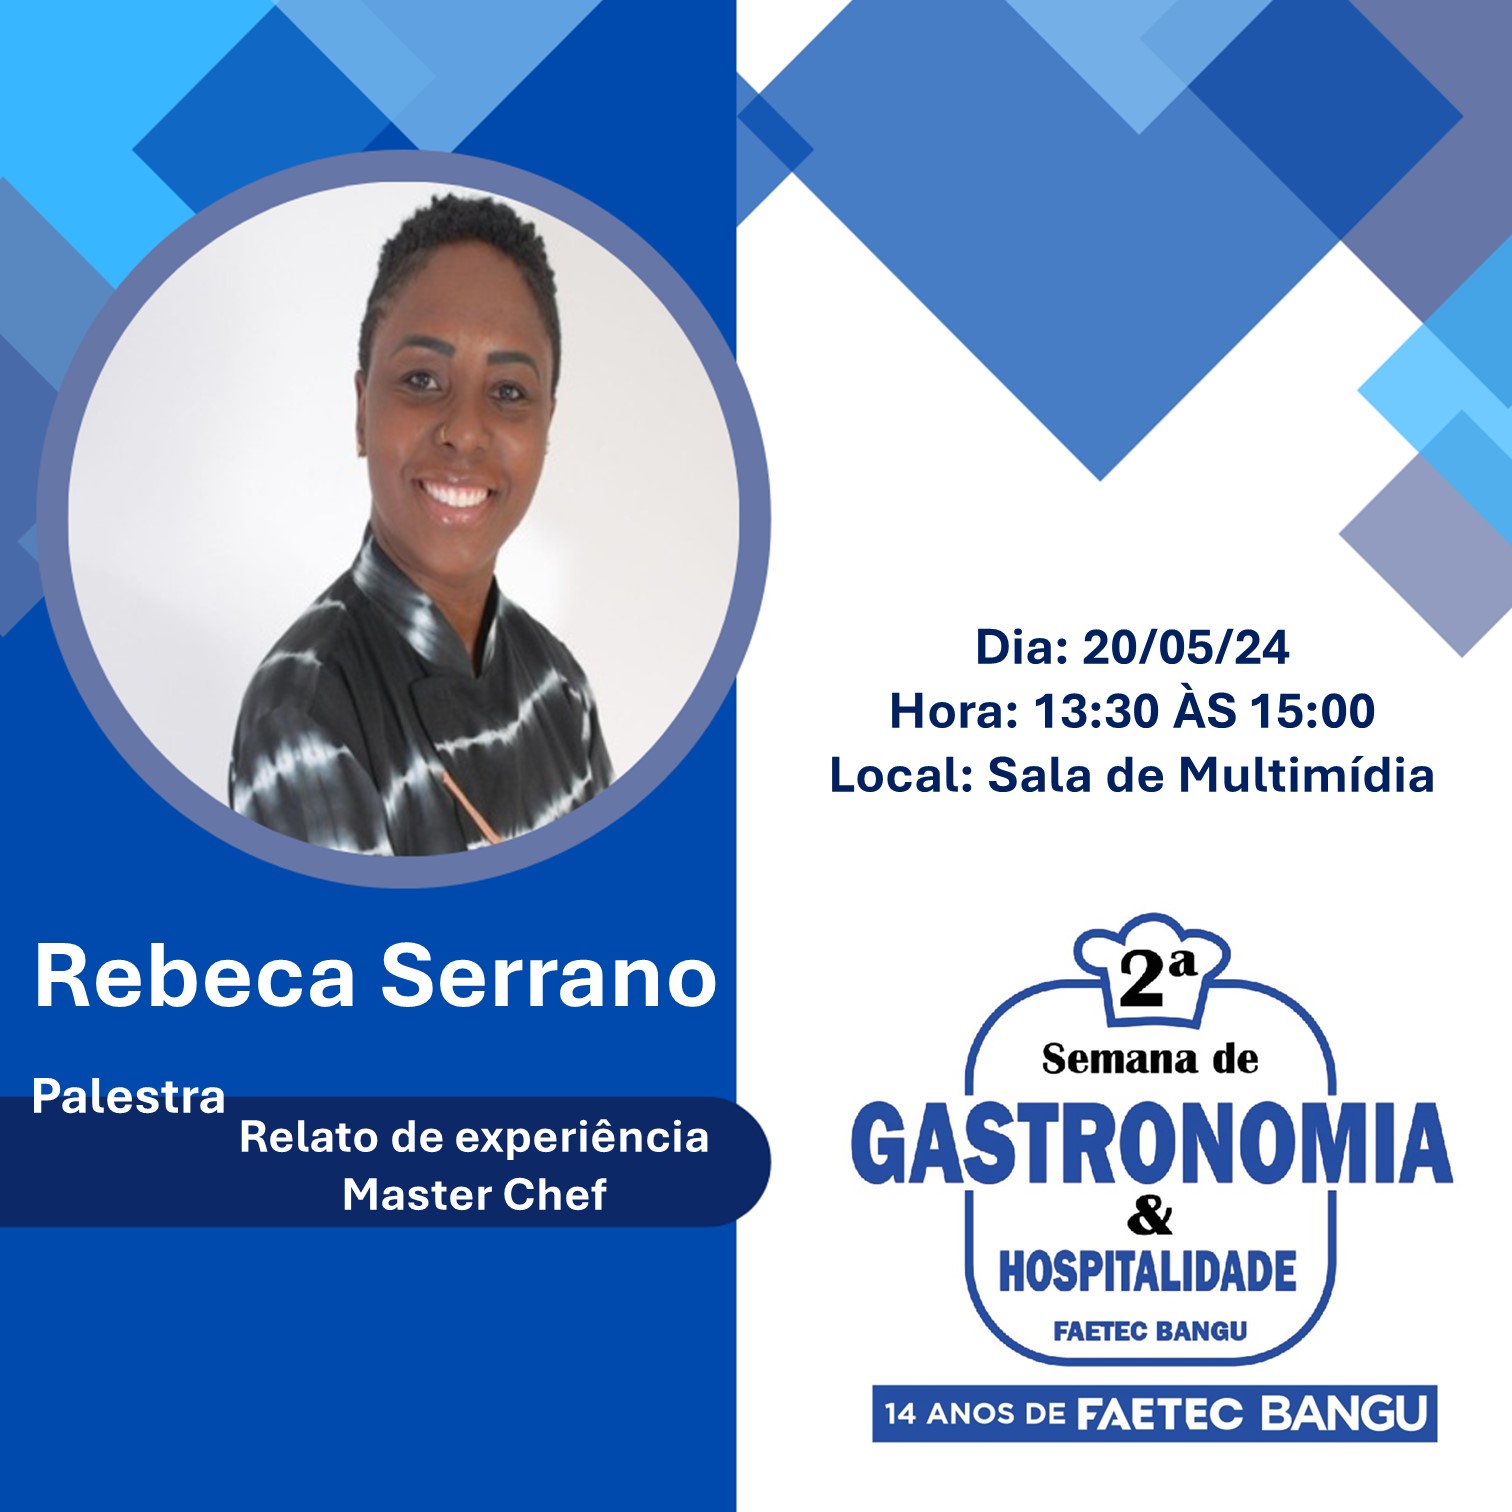 Dia: 20/05/24
Hora: 13:30 ÀS 15:00
Local: Sala de Multimídia
Rebeca Serrano
Palestra
Relato de experiência
Master Chef
2ª
Semana de
GASTRONOMIA
&
HOSPITALIDADE
FAETEC BANGU
14 ANOS DE FAETEC BANGU